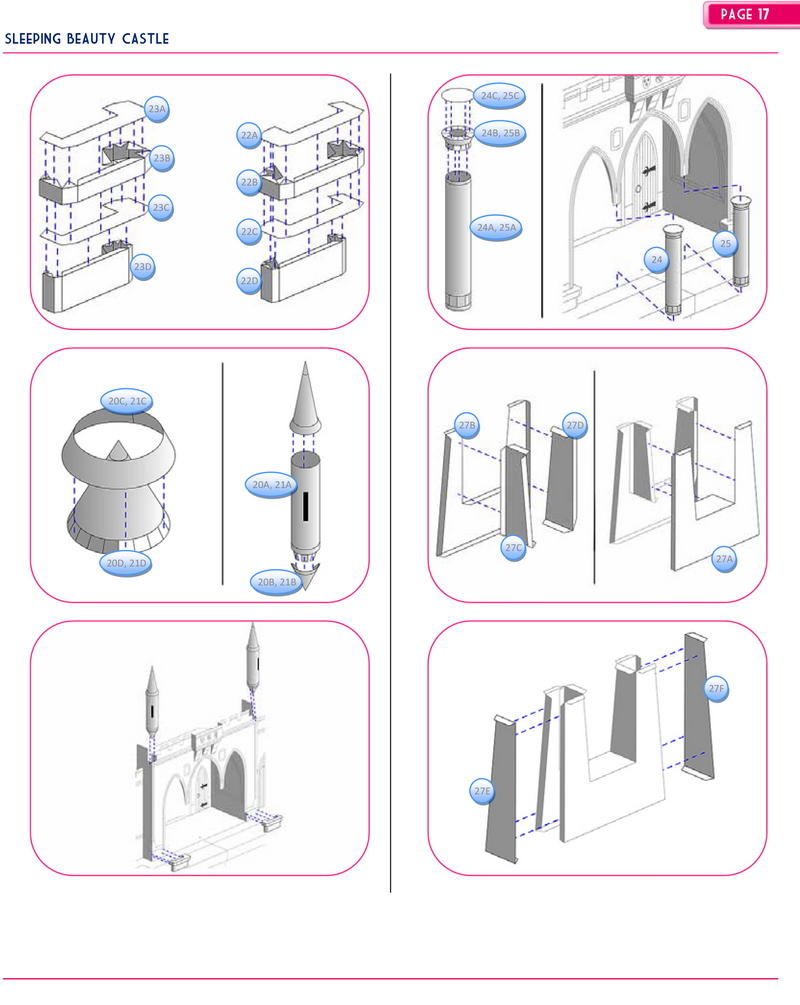 PAGE 17
SLEEPING BEAUTY CASTLE
23A
23B
23C
23D
22A
22B
22C
22D
24C, 25C
24B, 25B
24A, 25A
24
25
20C, 21C
20D, 21D
20A, 21A
20B, 21B
27B
27D
27C
27A
27F
27E